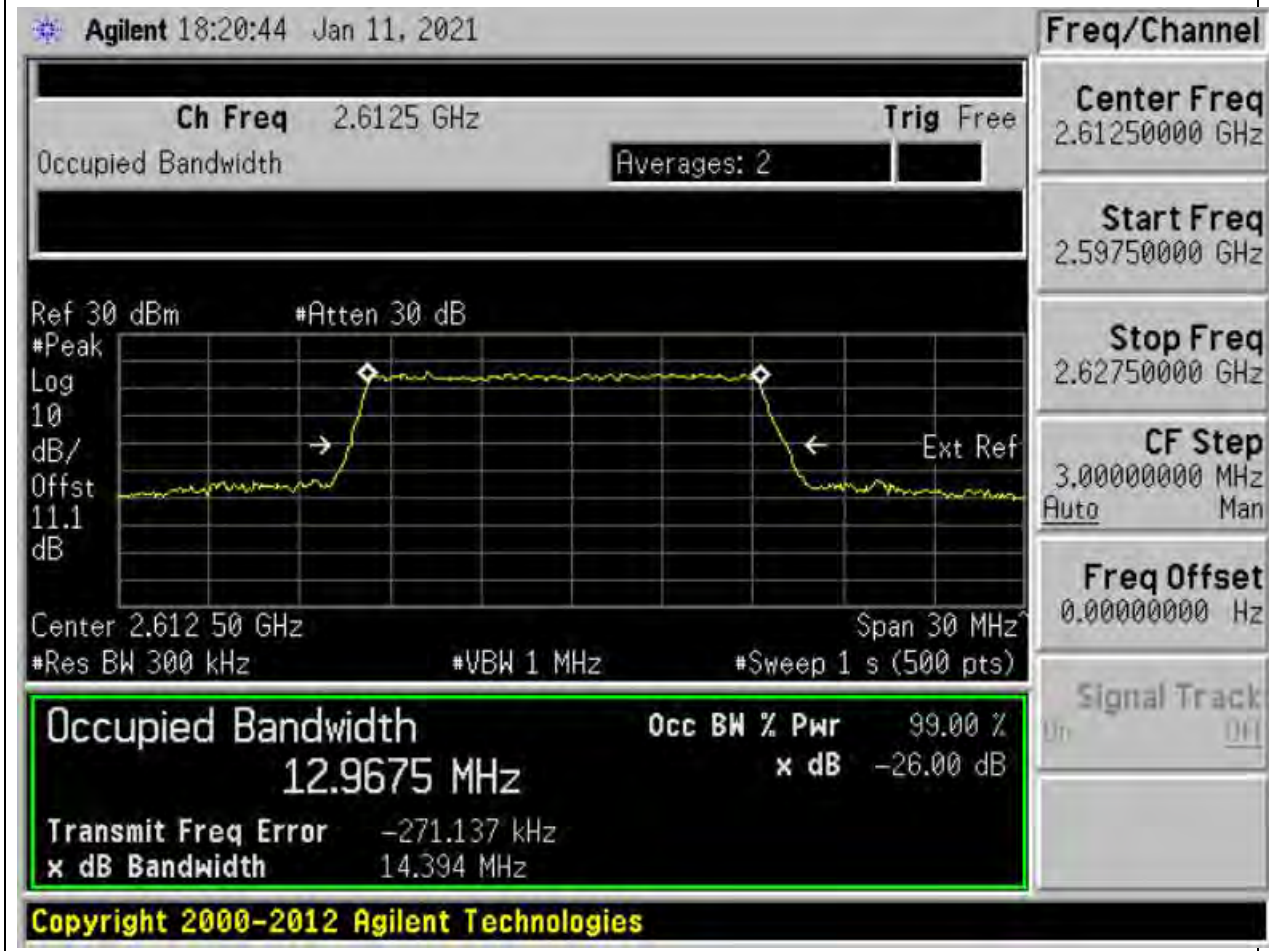 Agilent 18:20:44 Jan 11, 2021
Ch Freq 2.6125 GHz Trig Free
Occupied Bandwidth Averages: 2
Ref 30 dBm #Atten 30 dB
#Peak
Log
10
dB/
Offst
11.1
dB
Ext Ref
Center 2.612 50 GHz Span 30 MHz^
#Res BW 300 kHz #VBW 1 MHz #Sweep 1 s (500 pts)
Occupied Bandwidth
12.9675 MHz
Occ BW % Pwr 99.00 %
x dB -26.00 dB
Transmit Freq Error -271.137 kHz
x dB Bandwidth 14.394 MHz
Copyright 2000-2012 Agilent Technologies
Freq/Channel
Center Freq
2.61250000 GHz
Start Freq
2.59750000 GHz
Stop Freq
2.62750000 GHz
CF Step
3.00000000 MHz
Auto Man
Freq Offset
0.00000000 Hz
Signal Track
On Off